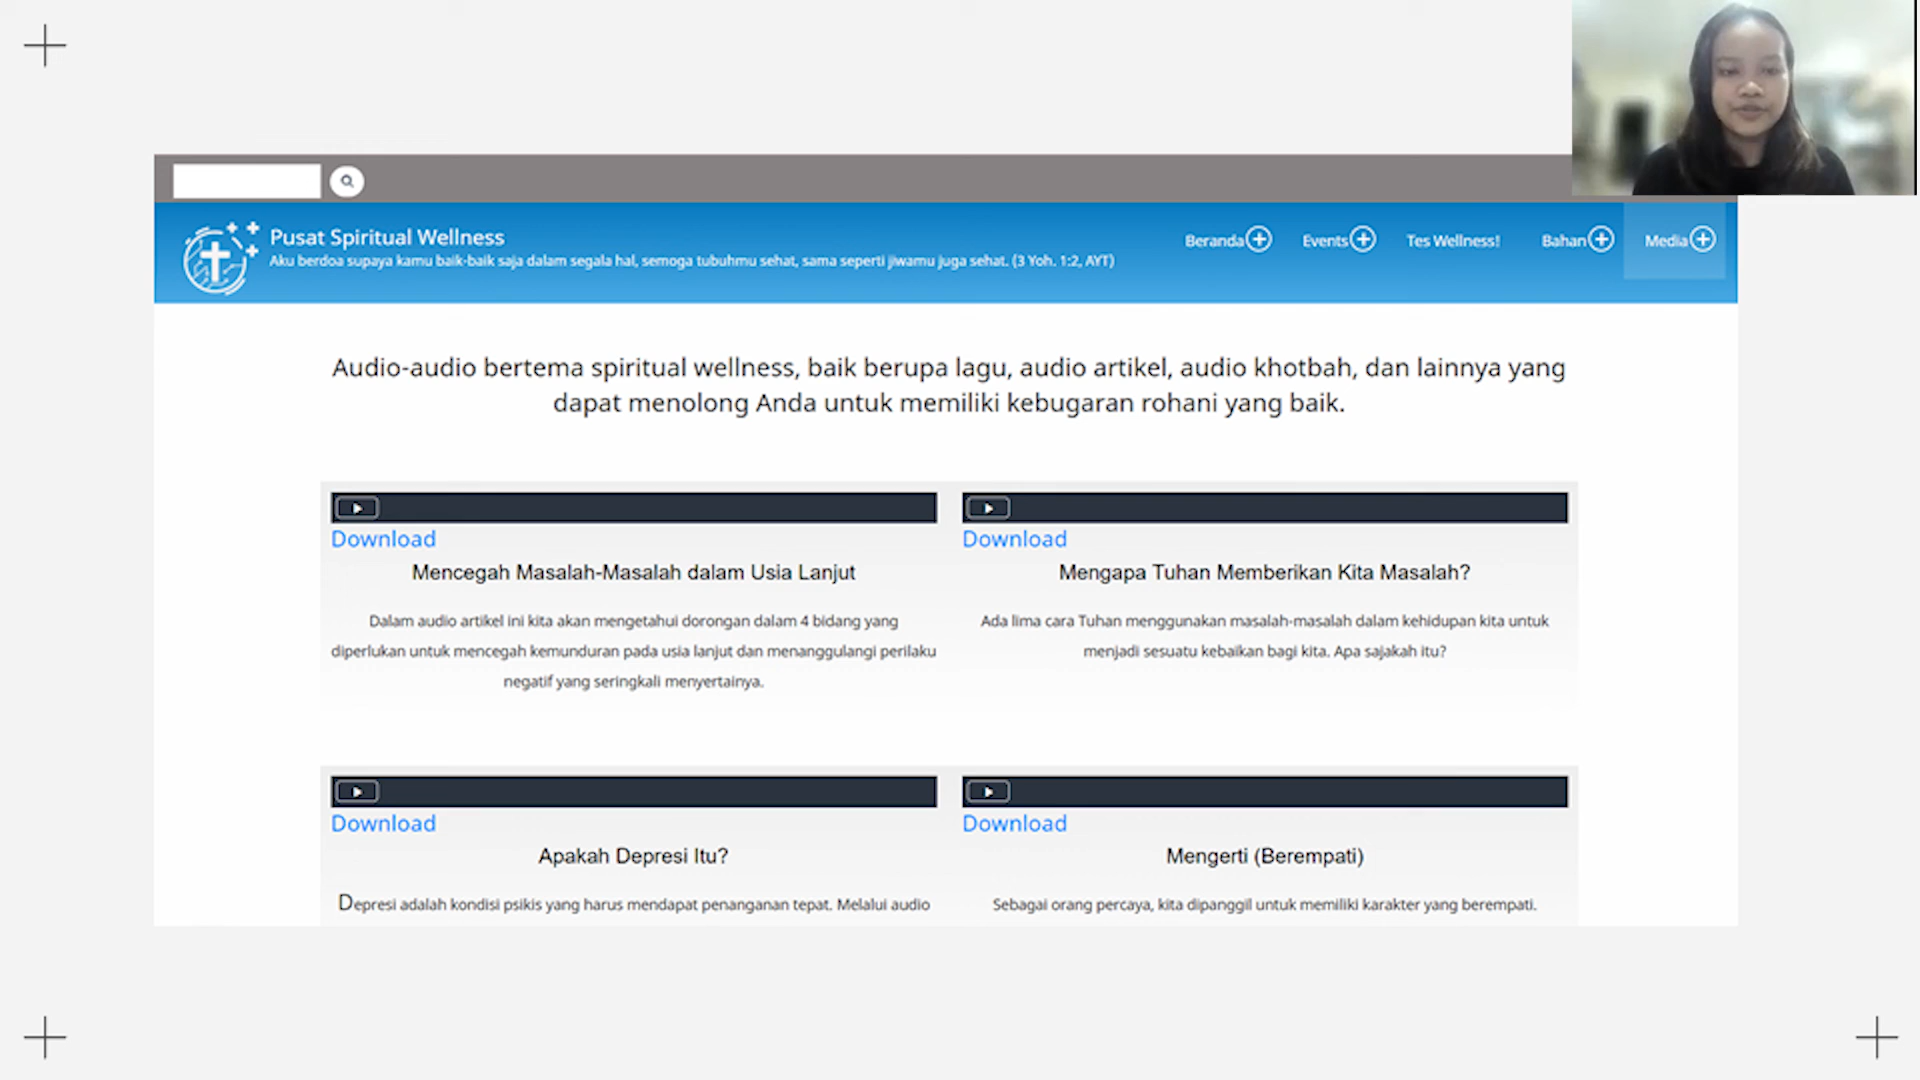 Pusat Spiritual Wellness
Aku berdoa supaya kamu baik-baik saja dalam segala hal, semoga tubuhmu sehat, sama seperti jiwamu juga sehat. (3 Yoh. 1:2, AYT)
Beranda Events Tes Wellness! Bahan Media
Audio-audio bertema spiritual wellness, baik berupa lagu, audio artikel, audio khotbah, dan lainnya yang
dapat menolong Anda untuk memiliki kebugaran rohani yang baik.
Download
Mencegah Masalah-Masalah dalam Usia Lanjut
Dalam audio artikel ini kita akan mengetahui dorongan dalam 4 bidang yang
diperlukan untuk mencegah kemunduran pada usia lanjut dan menanggulangi perilaku
negatif yang seringkali menyertainya.
Download
Mengapa Tuhan Memberikan Kita Masalah?
Ada lima cara Tuhan menggunakan masalah-masalah dalam kehidupan kita untuk
menjadi sesuatu kebaikan bagi kita. Apa sajakah itu?
Download
Apakah Depresi Itu?
Depresi adalah kondisi psikis yang harus mendapat penanganan tepat. Melalui audio
Download
Mengerti (Berempati)
Sebagai orang percaya, kita dipanggil untuk memiliki karakter yang berempati.